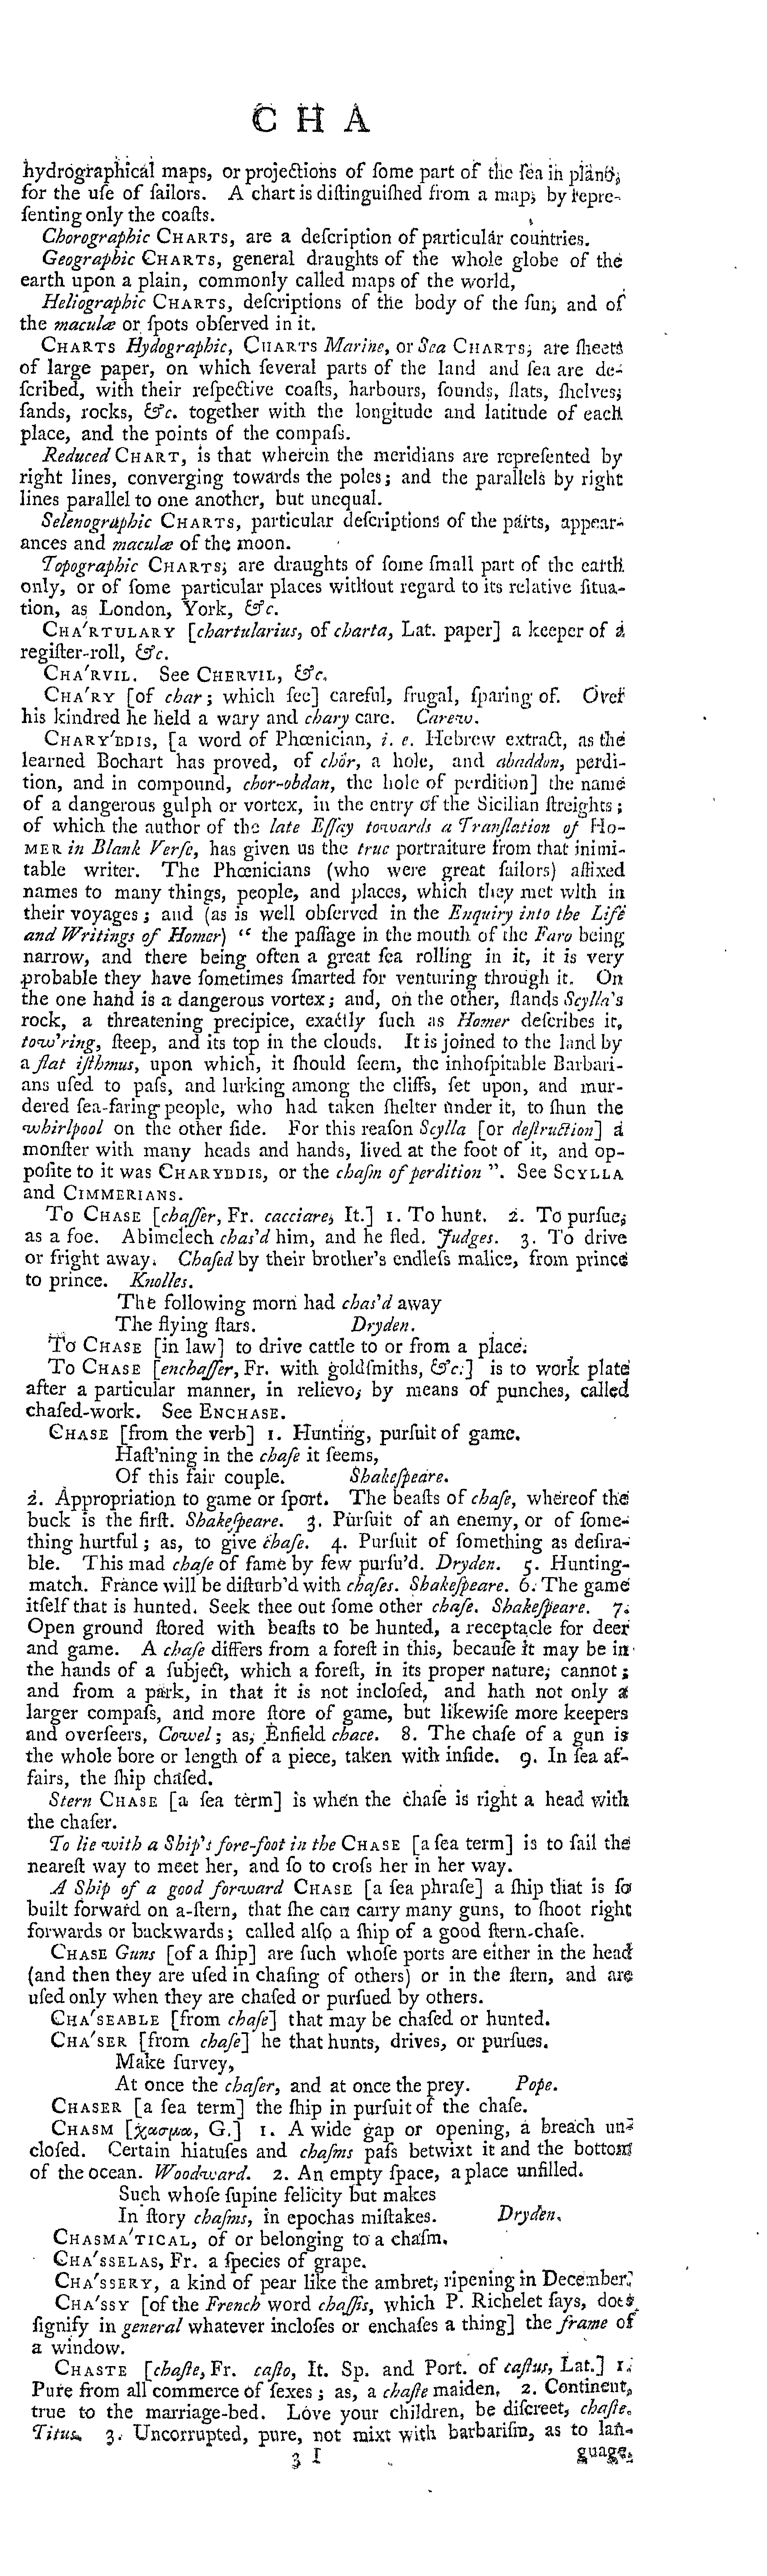 C H A
hydrographical maps, or projections of ſome part of the ſea in plano,
for the uſe of ſailors. A chart is diſtinguiſhed from a map, by repre-
ſenting only the coaſts.
Chorographic CHARTS, are a deſcription of particular countries.
Geographic CHARTS, general draughts of the whole globe of the
earth upon a plain, commonly called maps of the world,
Heliographic CHARTS, deſcriptions of the body of the ſun, and of
the maculæ or ſpots obſerved in it.
CHARTS Hydographic, CHARTS Marine, or Sea CHARTS, are ſheets
of large paper, on which ſeveral parts of the land and ſea are de-
ſcribed, with their reſpective coaſts, harbours, ſounds, flats, ſhelves,
ſands, rocks, &c. together with the longitude and latitude of each
place, and the points of the compaſs.
Reduced CHART, is that wherein the meridians are repreſented by
right lines, converging towards the poles; and the parallels by right
lines parallel to one another, but unequal.
Selenographic CHARTS, particular deſcriptions of the parts, appear-
ances and maculæ of the moon.
Topographic CHARTS, are draughts of ſome ſmall part of the earth
only, or of ſome particular places without regard to its relative ſitua-
tion, as London, York, &c.
CHA'RTULARY [chartularius, of charta, Lat. paper] a keeper of a
regiſter-roll, &c.
CHA'RVIL. See CHERVIL, &c.
CHA'RY [of char; which ſee] careful, frugal, ſparing of. Over
his kindred he held a wary and chary care. Carew.
CHARY'BDIS, [a word of Phœnician, i. e. Hebrew extract, as the
learned Bochart has proved, of chôr, a hole, and abaddon, perdi-
tion, and in compound, chor-obdan, the hole of perdition] the name
of a dangerous gulph or vortex, in the entry of the Sicilian ſtreights;
of which the author of the late Eſſay towards a Tranſlation of HO-
MER in Blank Verſe, has given us the true portraiture from that inimi-
table writer. The Phœnicians (who were great ſailors) affixed
names to many things, people, and places, which they met with in
their voyages; and (as is well obſerved in the Enquiry into the Life
and Writings of Homer) “ the paſſage in the mouth of the Faro being
narrow, and there being often a great ſea rolling in it, it is very
probable they have ſometimes ſmarted for venturing through it. On
the one hand is a dangerous vortex; and, on the other, ſtands Scylla's
rock, a threatening precipice, exactly ſuch as Homer deſcribes it,
tow'ring, ſteep, and its top in the clouds. It is joined to the land by
a flat iſthmus, upon which, it ſhould ſeem, the inhoſpitable Barbari-
ans uſed to paſs, and lurking among the cliffs, ſet upon, and mur-
dered ſea-faring people, who had taken ſhelter under it, to ſhun the
whirlpool on the other ſide. For this reaſon Scylla [or deſtruction] a
monſter with many heads and hands, lived at the foot of it, and op-
poſite to it was CHARYBDIS, or the chaſm of perdition ”. See SCYLLA
and CIMMERIANS.
To CHASE [chaſſer, Fr. cacciare, It.] 1. To hunt. 2. To purſue,
as a foe. Abimelech chas'd him, and he fled. Judges. 3. To drive
or fright away. Chaſed by their brother's endleſs malice, from prince
to prince. Knolles.
The following morn had chas'd away
The flying ſtars. Dryden.
To CHASE [in law] to drive cattle to or from a place.
To CHASE [enchaſſer, Fr. with goldſmiths, &c.] is to work plate
after a particular manner, in relievo, by means of punches, called
chaſed-work. See ENCHASE.
CHASE [from the verb] 1. Hunting, purſuit of game.
Haſt'ning in the chaſe it ſeems,
Of this fair couple. Shakeſpeare.
2. Appropriation to game or ſport. The beaſts of chaſe, whereof the
buck is the firſt. Shakeſpeare. 3. Purſuit of an enemy, or of ſome-
thing hurtful; as, to give chaſe. 4. Purſuit of ſomething as deſira-
ble. This mad chaſe of fame by few purſu'd. Dryden. 5. Hunting-
match. France will be diſturb'd with chaſes. Shakeſpeare. 6. The game
itſelf that is hunted. Seek thee out ſome other chaſe. Shakeſpeare. 7.
Open ground ſtored with beaſts to be hunted, a receptacle for deer
and game. A chaſe differs from a foreſt in this, becauſe it may be in
the hands of a ſubject, which a foreſt, in its proper nature, cannot;
and from a park, in that it is not incloſed, and hath not only a
larger compaſs, and more ſtore of game, but likewiſe more keepers
and overſeers, Cowel; as, Enfield chace. 8. The chaſe of a gun is
the whole bore or length of a piece, taken with inſide. 9. In ſea af-
fairs, the ſhip chaſed.
Stern CHASE [a ſea term] is when the chaſe is right a head with
the chaſer.
To lie with a Ship's fore-foot in the CHASE [a ſea term] is to ſail the
neareſt way to meet her, and ſo to croſs her in her way.
A Ship of a good forward CHASE [a ſea phraſe] a ſhip that is ſo
built forward on a-ſtern, that ſhe can carry many guns, to ſhoot right
forwards or backwards; called alſo a ſhip of a good ſtern-chaſe.
CHASE Guns [of a ſhip] are ſuch whoſe ports are either in the head
(and then they are uſed in chaſing of others) or in the ſtern, and are
uſed only when they are chaſed or purſued by others.
CHA'SEABLE [from chaſe] that may be chaſed or hunted.
CHA'SER [from chaſe] he that hunts, drives, or purſues.
Make ſurvey,
At once the chaſer, and at once the prey. Pope.
CHASER [a ſea term] the ſhip in purſuit of the chaſe.
CHASM [χασμα, G.] 1. A wide gap or opening, a breach un-
cloſed. Certain hiatuſes and chaſms paſs betwixt it and the bottom
of the ocean. Woodward. 2. An empty ſpace, a place unfilled.
Such whoſe ſupine felicity but makes
In ſtory chaſms, in epochas miſtakes. Dryden.
CHASMA'TICAL, of or belonging to a chaſm.
CHA'SSELAS, Fr. a ſpecies of grape.
CHA'SSERY, a kind of pear like the ambret, ripening in December.
CHA'SSY [of the French word chaſſis, which P. Richelet ſays, does
ſignify in general whatever incloſes or enchaſes a thing] the frame of
a window.
CHASTE [chaſte, Fr. caſto, It. Sp. and Port. of caſtus, Lat.] 1.
Pure from all commerce of ſexes; as, a chaſte maiden. 2. Continent,
true to the marriage-bed. Love your children, be diſcreet, chaſte.
Titus. 3. Uncorrupted, pure, not mixt with barbariſm, as to lan-
3 I guage.